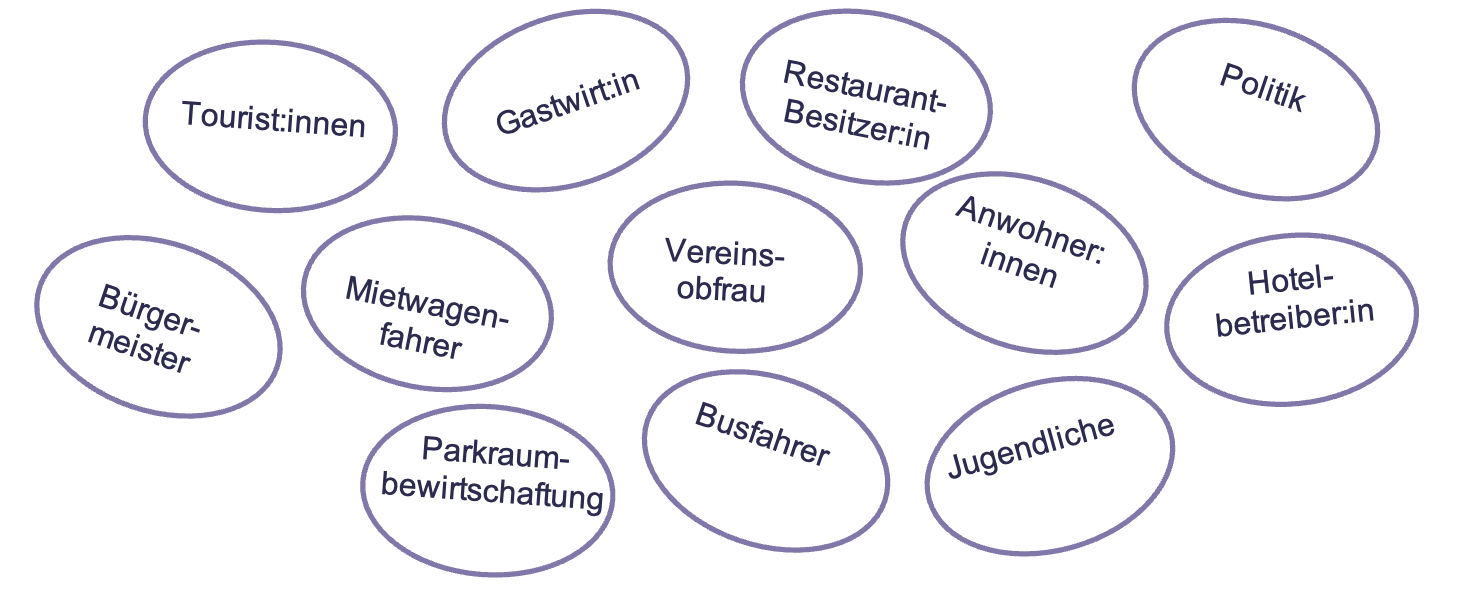 Tourist:innen
Gastwirt:in
Restaurant-
Besitzer:in
Politik
Bürger-
meister
Mietwagen-
fahrer
Vereins-
obfrau
Anwohner:
innen
Hotel-
betreiber:in
Parkraum-
bewirtschaftung
Busfahrer
Jugendliche